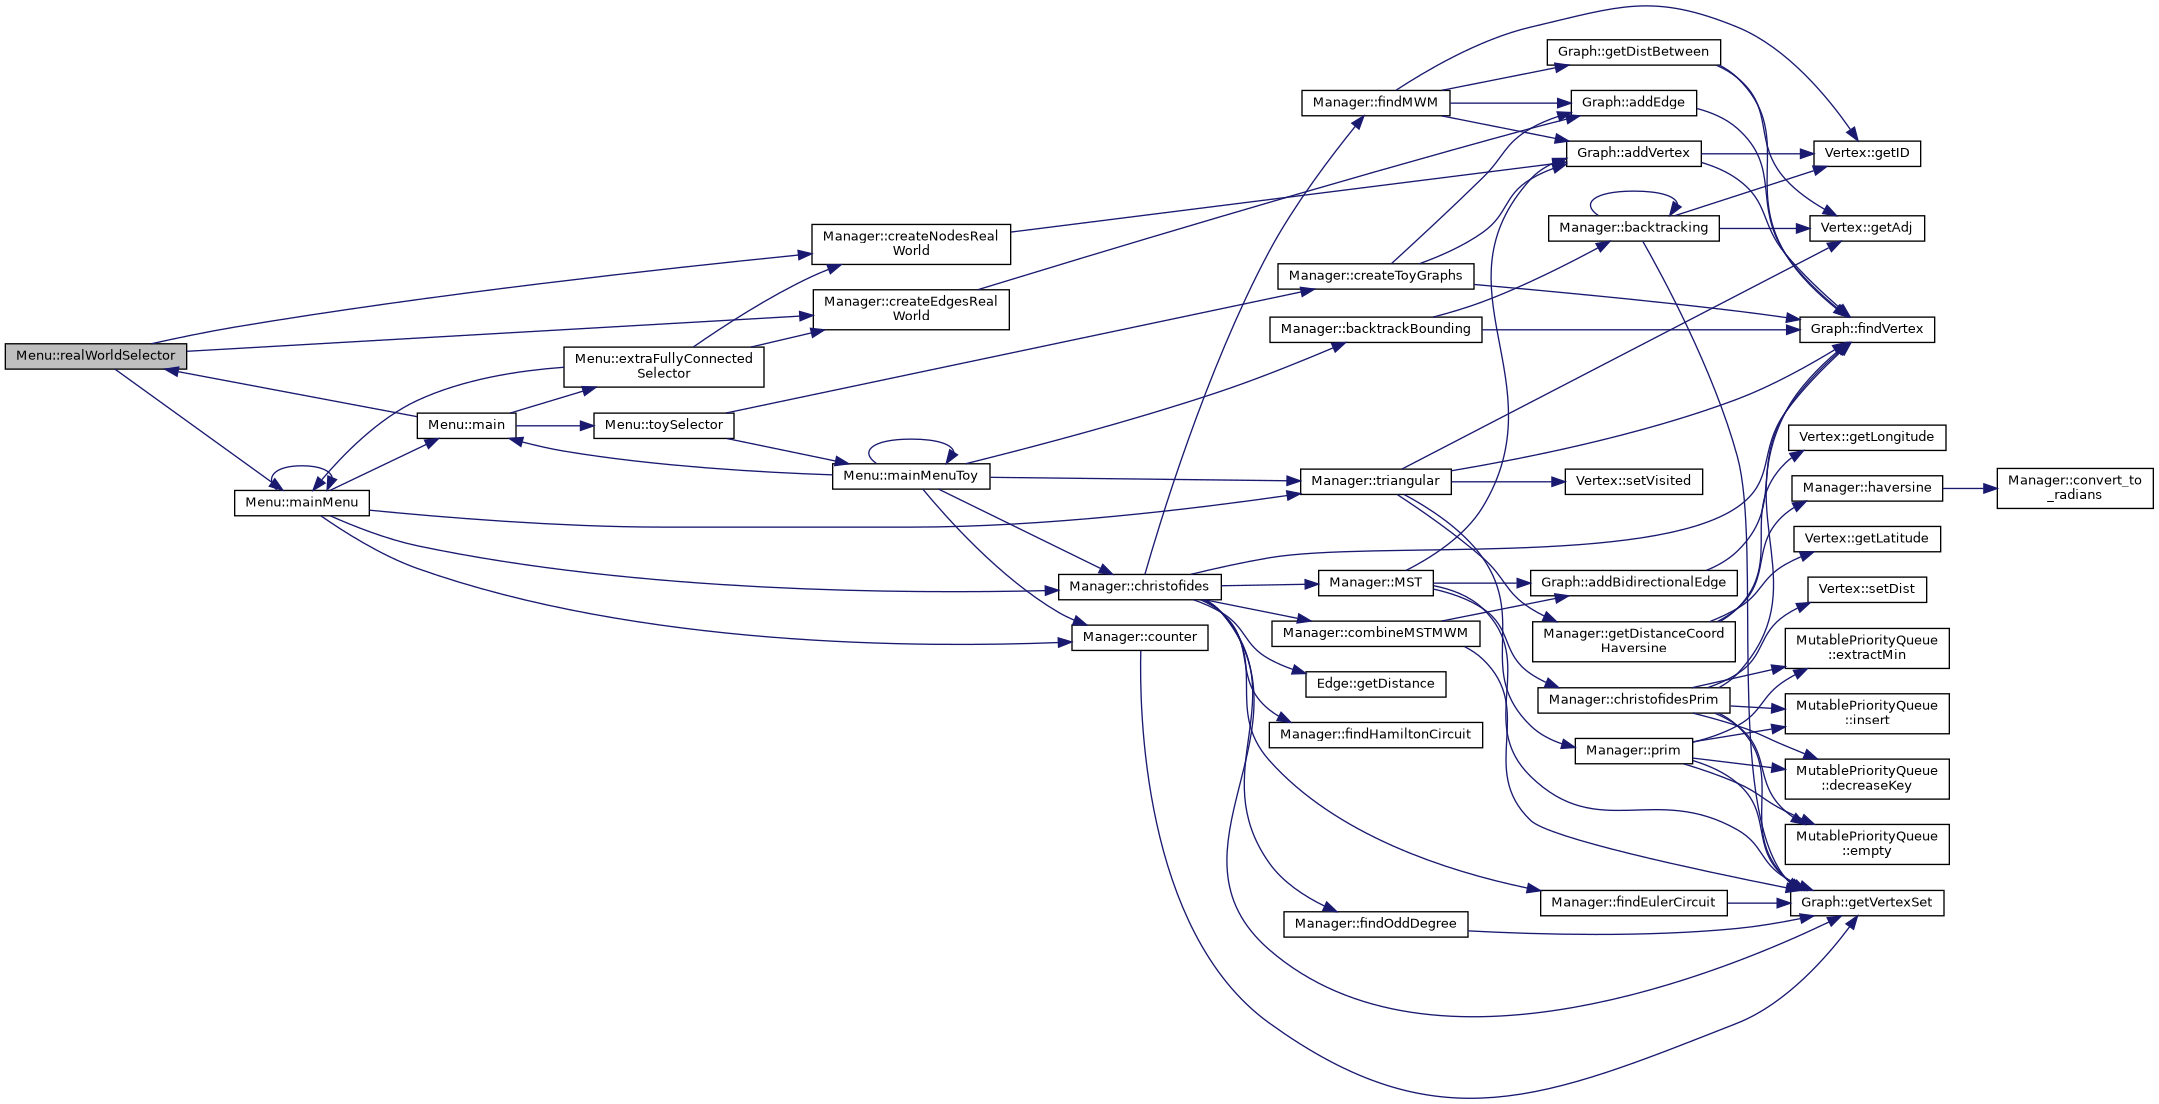 Menu::realWorldSelector
Menu::mainMenu
Menu::main
Menu::extraFullyConnected
Selector
Menu::toySelector
Manager::createNodesReal
World
Manager::createEdgesReal
World
Menu::mainMenuToy
Manager::christofides
Manager::counter
Manager::findMWM
Manager::createToyGraphs
Manager::backtrackBounding
Manager::triangular
Manager::MST
Manager::combineMSTMWM
Edge::getDistance
Manager::findHamiltonCircuit
Manager::findOddDegree
Graph::getDistBetween
Graph::addEdge
Graph::addVertex
Manager::backtracking
Vertex::setVisited
Graph::addBidirectionalEdge
Manager::getDistanceCoord
Haversine
Manager::christofidesPrim
Manager::prim
Manager::findEulerCircuit
Vertex::getID
Vertex::getAdj
Graph::findVertex
Vertex::getLongitude
Manager::haversine
Vertex::getLatitude
Vertex::setDist
MutablePriorityQueue
::extractMin
MutablePriorityQueue
::insert
MutablePriorityQueue
::decreaseKey
MutablePriorityQueue
::empty
Graph::getVertexSet
Manager::convert_to
_radians